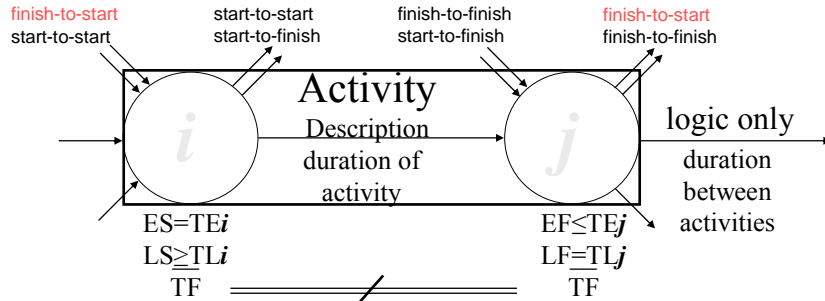 finish-to-start
start-to-start
start-to-start
start-to-finish
finish-to-finish
start-to-finish
finish-to-start
finish-to-finish
Activity
i
Description
duration of
activity
j
logic only
duration
between
activities
ES=TEi
LS≥TLi
TF
EF≤TEj
LF=TLj
TF